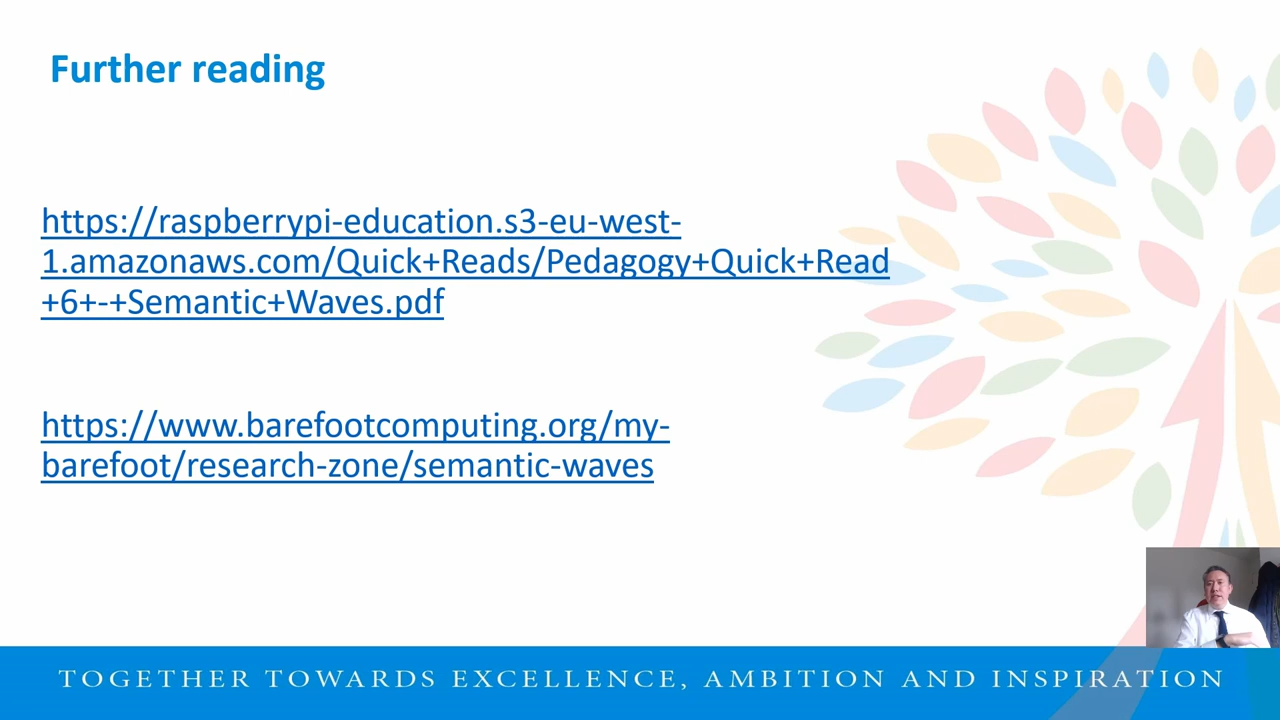 Further reading
https://raspberrypi-education.s3-eu-west-
1.amazonaws.com/Quick+Reads/Pedagogy+Quick+Read
+6+-+Semantic+Waves.pdf
https://www.barefootcomputing.org/my-
barefoot/research-zone/semantic-waves
TOGETHER TOWARDS EXCELLENCE, AMBITION AND INSPIRATION